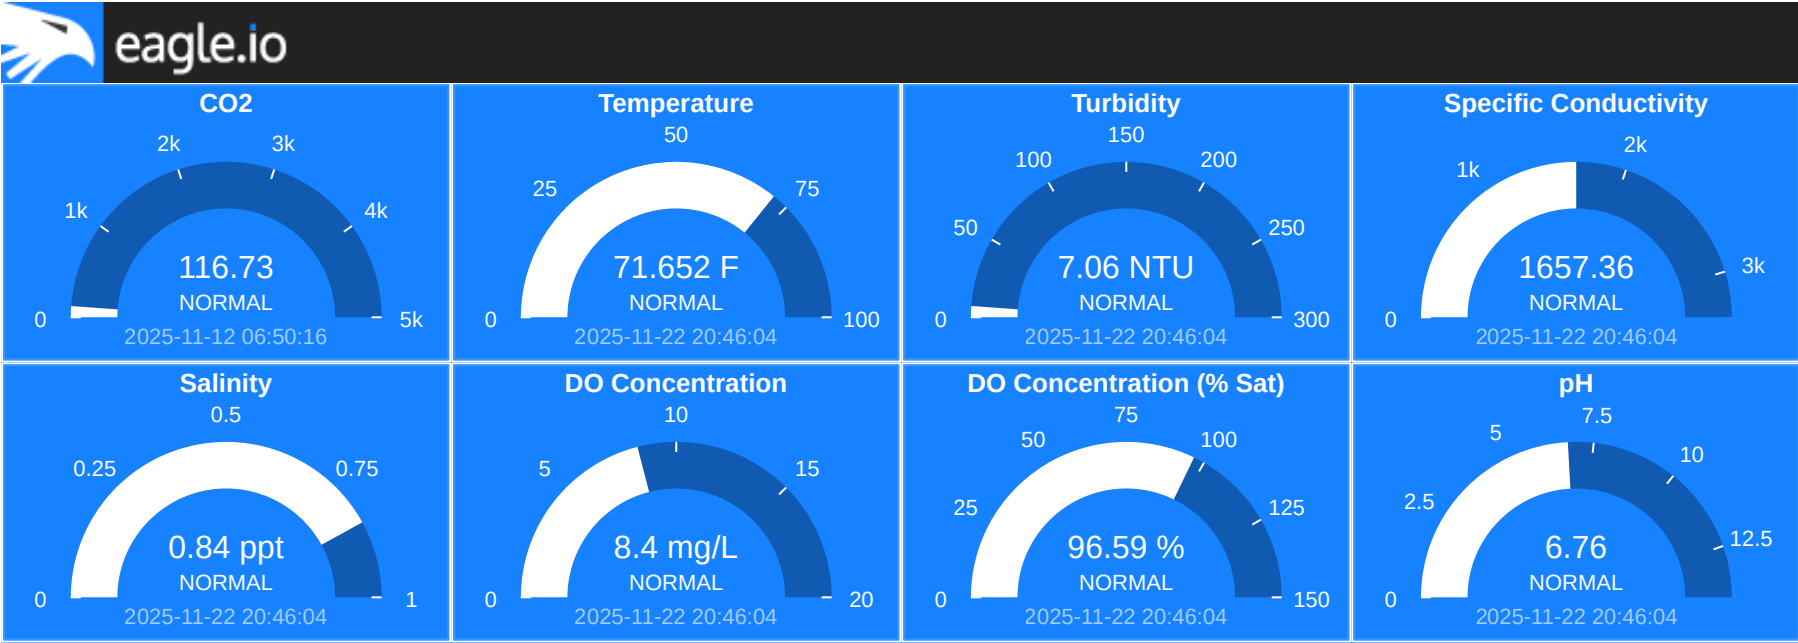 eagle.io
CO2
0
1k
2k
3k
4k
5k
116.73
NORMAL
2025-11-12 06:50:16
Temperature
0
25
50
75
100
71.652 F
NORMAL
2025-11-22 20:46:04
Turbidity
0
50
100
150
200
250
300
7.06 NTU
NORMAL
2025-11-22 20:46:04
Specific Conductivity
0
1k
2k
3k
1657.36
NORMAL
2025-11-22 20:46:04
Salinity
0
0.25
0.5
0.75
1
0.84 ppt
NORMAL
2025-11-22 20:46:04
DO Concentration
0
5
10
15
20
8.4 mg/L
NORMAL
2025-11-22 20:46:04
DO Concentration (% Sat)
0
25
50
75
100
125
150
96.59 %
NORMAL
2025-11-22 20:46:04
pH
0
2.5
5
7.5
10
12.5
6.76
NORMAL
2025-11-22 20:46:04